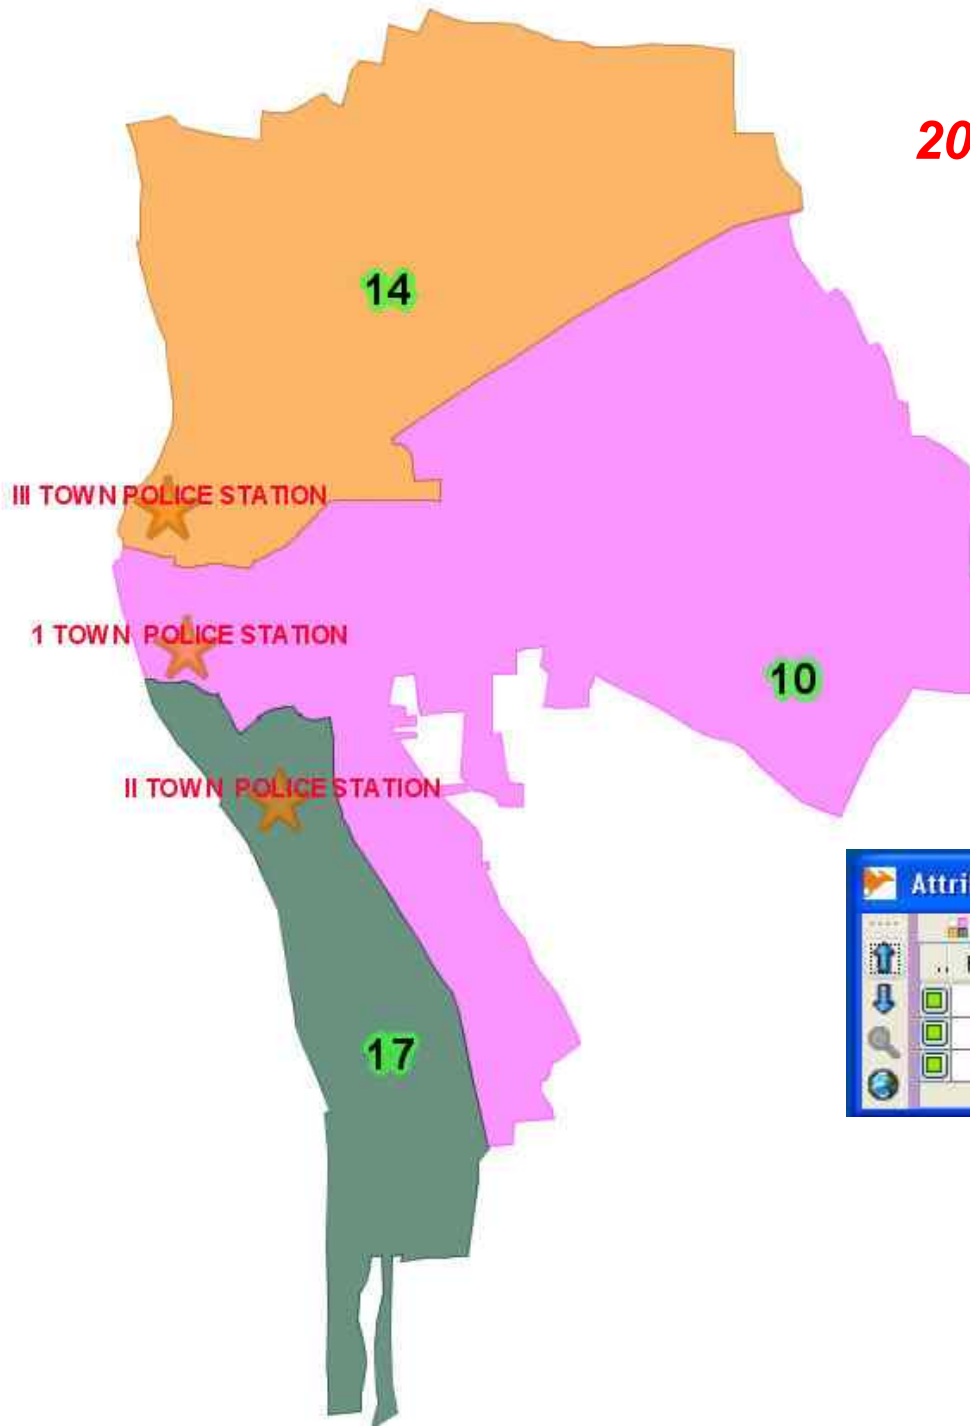 20
14
III TOWN POLICE STATION
1 TOWN POLICE STATION
10
II TOWN POLICE STATION
Attri
17